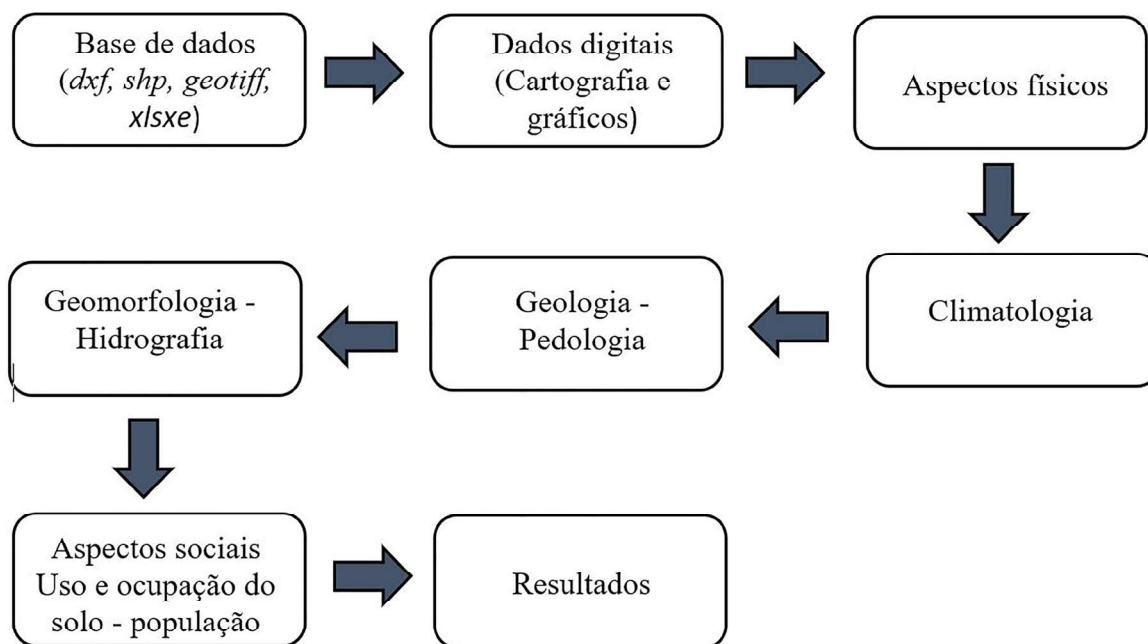 Base de dados
(dxf, shp, geotiff,
xlsxe)
Dados digitais
(Cartografia e
gráficos)
Aspectos físicos
Climatologia
Geologia -
Pedologia
Geomorfologia -
Hidrografia
Aspectos sociais
Uso e ocupação do
solo - população
Resultados